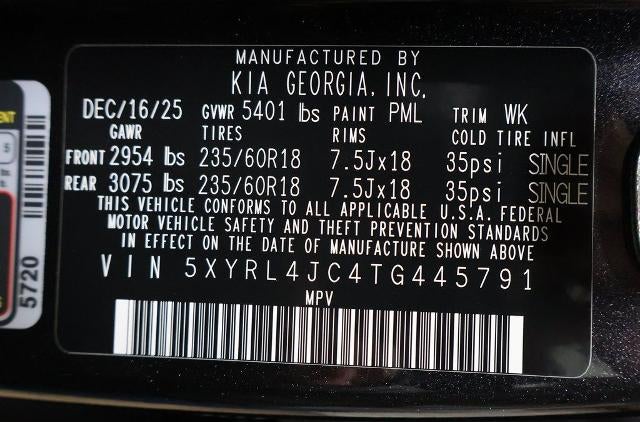 MANUFACTURED BY
KIA GEORGIA, INC.
DEC/16/25 GVWR 5401 lbs PAINT PML TRIM WK
GAWR TIRES RIMS COLD TIRE INFL
FRONT 2954 lbs 235/60R18 7.5Jx18 35psi SINGLE
REAR 3075 lbs 235/60R18 7.5Jx18 35psi SINGLE
THIS VEHICLE CONFORMS TO ALL APPLICABLE U.S.A. FEDERAL
MOTOR VEHICLE SAFETY AND THEFT PREVENTION STANDARDS
IN EFFECT ON THE DATE OF MANUFACTURE SHOWN ABOVE
VIN 5XYRL4JC4TG445791
MPV
5720